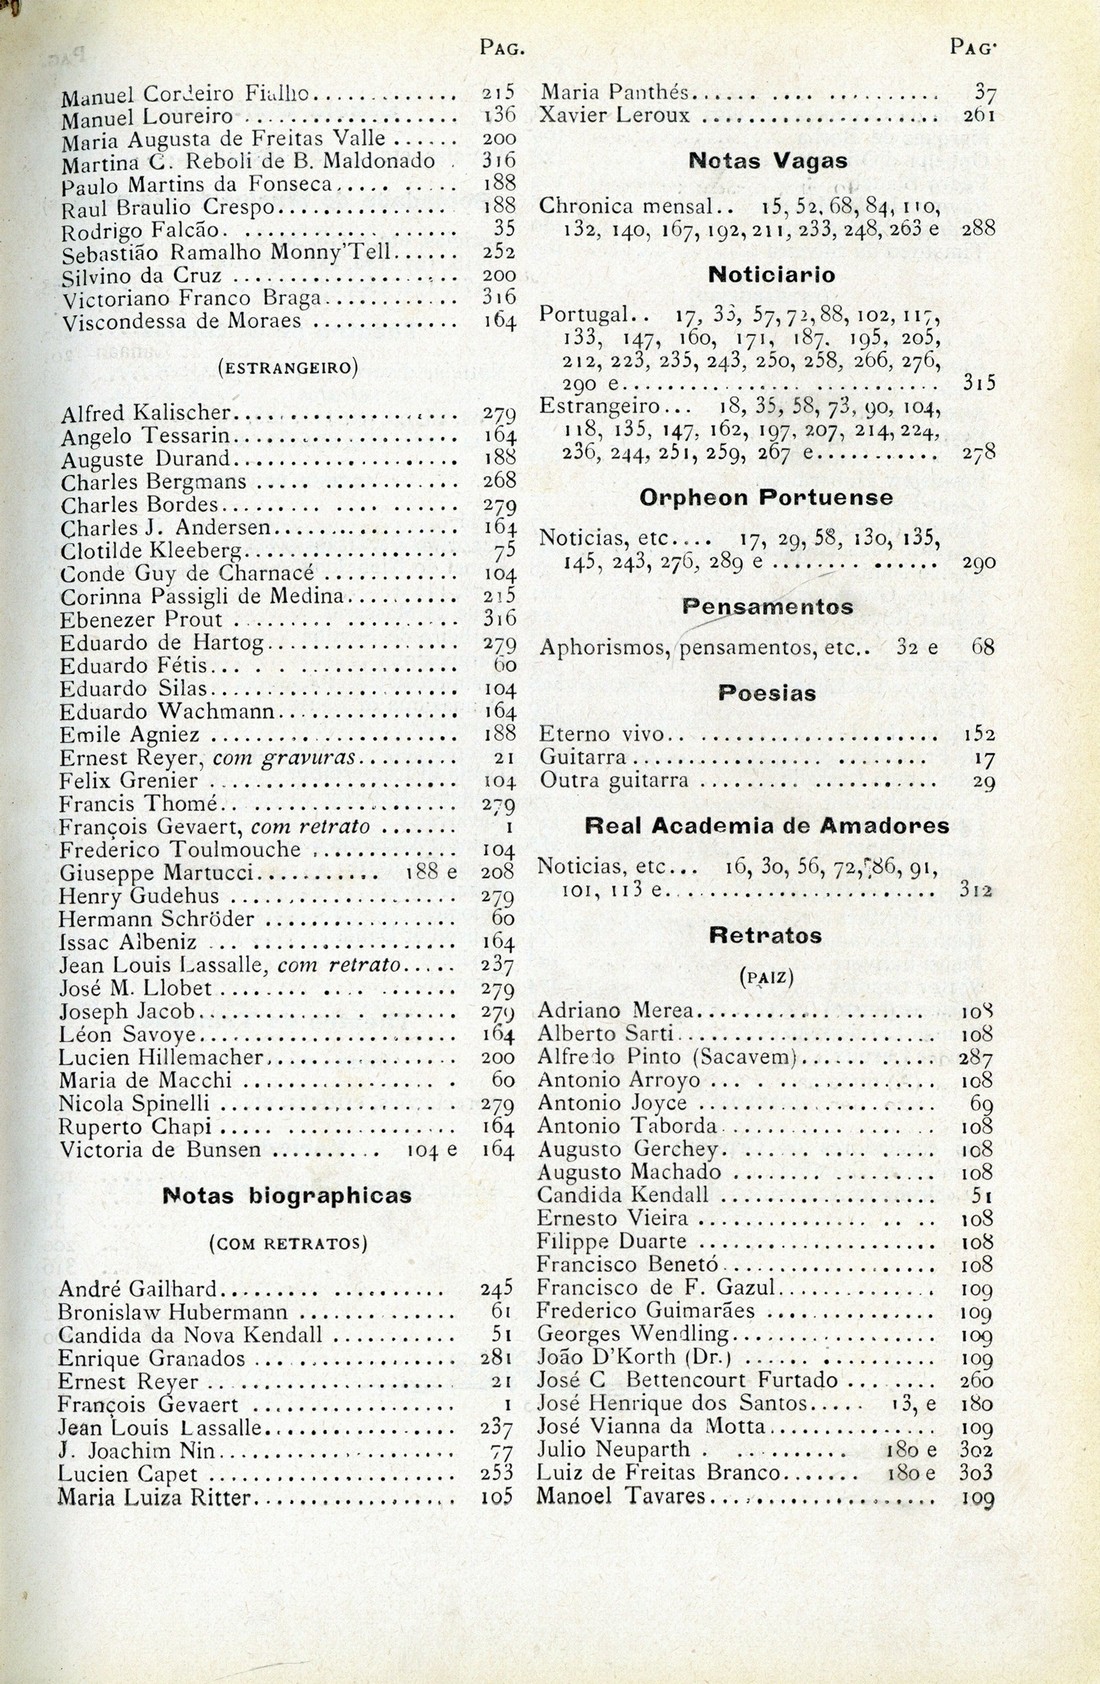 PAG.
Manuel Cordeiro Fialho............. 215
Manuel Loureiro ................... 136
Maria Augusta de Freitas Valle ...... 200
Martina C. Reboli de B. Maldonado . 316
Paulo Martins da Fonseca..... ..... 188
Raul Braulio Crespo................ 188
Rodrigo Falcão. ................... 35
Sebastião Ramalho Monny'Tell...... 252
Silvino da Cruz .................... 200
Victoriano Franco Braga............ 316
Viscondessa de Moraes ............. 164
(ESTRANGEIRO)
Alfred Kalischer.................... 279
Angelo Tessarin.................... 164
Auguste Durand.................... 188
Charles Bergmans ..... ............ 268
Charles Bordes......... .... ....... 279
Charles J. Andersen................ 164
Clotilde Kleeberg................... 75
Conde Guy de Charnacé ............ 104
Corinna Passigli de Medina.......... 215
Ebenezer Prout ......... .......... 316
Eduardo de Hartog................. 279
Eduardo Fétis... . . .............. 60
Eduardo Silas...................... 104
Eduardo Wachmann................ 164
Emile Agniez ...................... 188
Ernest Reyer, com gravuras......... 21
Felix Grenier ...................... 104
Francis Thomé.. .................. 279
François Gevaert, com retrato ....... 1
Frederico Toulmouche ............. 104
Giuseppe Martucci........... 188 e 208
Henry Gudehus .................... 279
Hermann Schröder ................. 60
Issac Albeniz ... .................. 164
Jean Louis Lassalle, com retrato..... 237
José M. Llobet ......... .... ....... 279
Joseph Jacob............ . ........ 279
Léon Savoye....................... 164
Lucien Hillemacher................. 200
Maria de Macchi ................. . 60
Nicola Spinelli ..................... 279
Ruperto Chapi ..... ............... 164
Victoria de Bunsen .......... 104 e 164
Notas biographicas
(COM RETRATOS)
André Gailhard......... .......... 245
Bronislaw Hubermann .............. 61
Candida da Nova Kendall ........... 51
Enrique Granados ... .............. 281
Ernest Reyer .. .................... 21
François Gevaert .................. 1
Jean Louis Lassalle................. 237
J. Joachim Nin..................... 77
Lucien Capet ...................... 253
Maria Luiza Ritter.................. 105
PAG.
Maria Panthés...... .... .......... 37
Xavier Leroux ..................... 261
Notas Vagas
Chronica mensal.. 15, 52, 68, 84, 110,
132, 140, 167, 192, 211, 233, 248, 263 e 288
Noticiario
Portugal.. 17, 33, 57, 72, 88, 102, 117,
133, 147, 160, 171, 187. 195, 205,
212, 223, 235, 243, 250, 258, 266, 276,
290 e............................ 315
Estrangeiro... 18, 35, 58, 73, 90, 104,
118, 135, 147, 162, 197, 207, 214, 224,
236, 244, 251, 259, 267 e........... 278
Orpheon Portuense
Noticias, etc.... 17, 29, 58, 130, 135,
145, 243, 276, 289 e ........ ...... 290
Pensamentos
Aphorismos, pensamentos, etc.. 32 e 68
Poesias
Eterno vivo.. ..................... 152
Guitarra ................ ........ 17
Outra guitarra ......... ........... 29
Real Academia de Amadores
Noticias, etc... 16, 30, 56, 72, 86, 91,
101, 113 e........................ 312
Retratos
(PAIZ)
Adriano Merea............. ....... 108
Alberto Sarti....................... 108
Alfredo Pinto (Sacavem)...... ..... 287
Antonio Arroyo ... . .............. 108
Antonio Joyce ..................... 69
Antonio Taborda............ .... .. 108
Augusto Gerchey. ....... .... ..... 108
Augusto Machado ....... ......... 108
Candida Kendall ................... 51
Ernesto Vieira ............... .. .. 108
Filippe Duarte ..................... 108
Francisco Benetó................... 108
Francisco de F. Gazul.............. 109
Frederico Guimarães ............... 109
Georges Wendling.................. 109
João D'Korth (Dr.) ...... .......... 109
José C Bettencourt Furtado ........ 260
José Henrique dos Santos..... 13, e 180
José Vianna da Motta............... 109
Julio Neuparth . .......... 180 e 302
Luiz de Freitas Branco....... 180 e 303
Manoel Tavares.................... 109